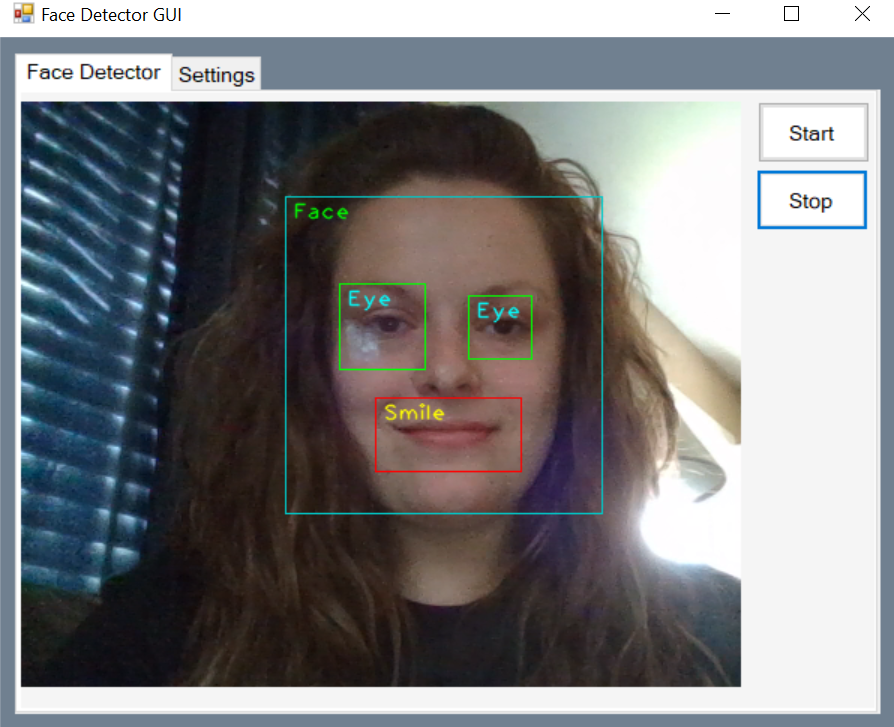 Face Detector GUI
Face Detector
Settings
Start
Stop
Face
Eye
Eye
Smile